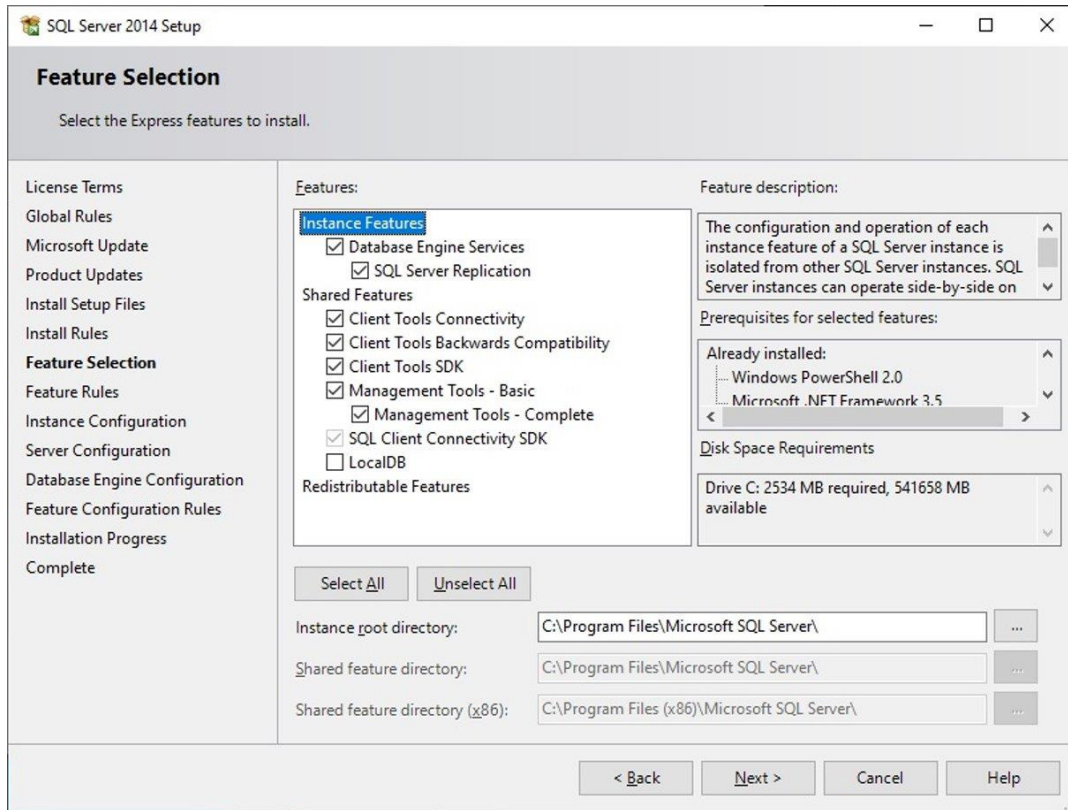 SQL Server 2014 Setup
Feature Selection
Select the Express features to install.
License Terms
Global Rules
Microsoft Update
Product Updates
Install Setup Files
Install Rules
Feature Selection
Feature Rules
Instance Configuration
Server Configuration
Database Engine Configuration
Feature Configuration Rules
Installation Progress
Complete
Features:
Instance Features
Database Engine Services
SQL Server Replication
Shared Features
Client Tools Connectivity
Client Tools Backwards Compatibility
Client Tools SDK
Management Tools - Basic
Management Tools - Complete
SQL Client Connectivity SDK
LocalDB
Redistributable Features
Feature description:
The configuration and operation of each
instance feature of a SQL Server instance is
isolated from other SQL Server instances. SQL
Server instances can operate side-by-side on
Prerequisites for selected features:
Already installed:
Windows PowerShell 2.0
Microsoft .NET Framework 3.5
Disk Space Requirements
Drive C: 2534 MB required, 541658 MB
available
Select All
Unselect All
Instance root directory:
C:\Program Files\Microsoft SQL Server\
...
Shared feature directory:
C:\Program Files\Microsoft SQL Server\
...
Shared feature directory (x86):
C:\Program Files (x86)\Microsoft SQL Server\
...
< Back
Next >
Cancel
Help